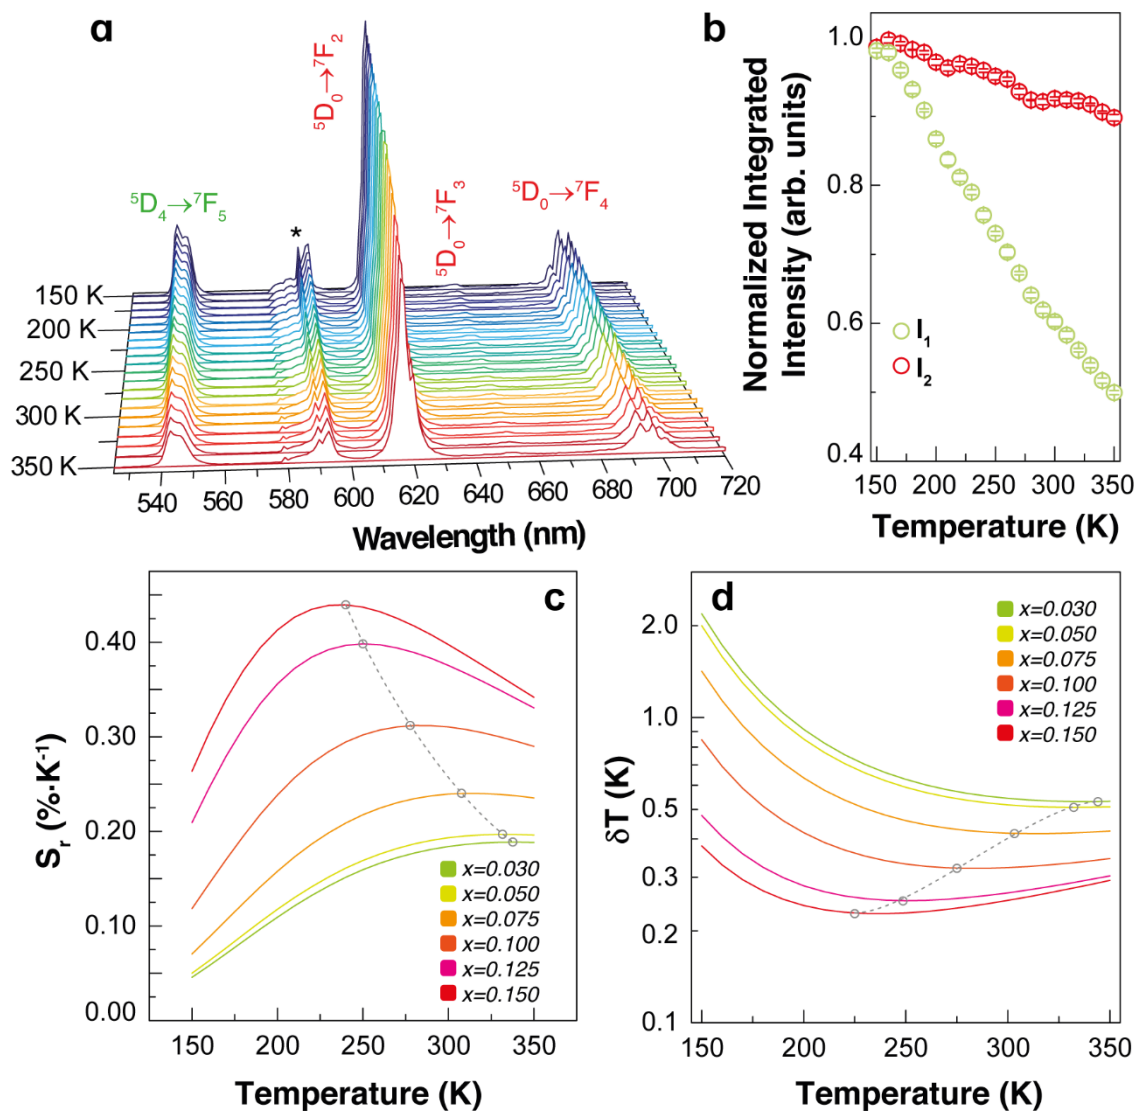 a
⁵D₄→⁷F₅
*
⁵D₀→⁷F₂
⁵D₀→⁷F₃
⁵D₀→⁷F₄
150 K
200 K
250 K
300 K
350 K
540 560 580 600 620 640 660 680 700 720
Wavelength (nm)
b
Normalized Integrated
Intensity (arb. units)
1.0
0.8
0.6
0.4
I₁
I₂
150 200 250 300 350
Temperature (K)
c
Sᵣ (%·K⁻¹)
0.40
0.30
0.20
0.10
0.00
x=0.030
x=0.050
x=0.075
x=0.100
x=0.125
x=0.150
150 200 250 300 350
Temperature (K)
d
δT (K)
2.0
1.0
0.5
0.3
0.2
0.1
x=0.030
x=0.050
x=0.075
x=0.100
x=0.125
x=0.150
150 200 250 300 350
Temperature (K)